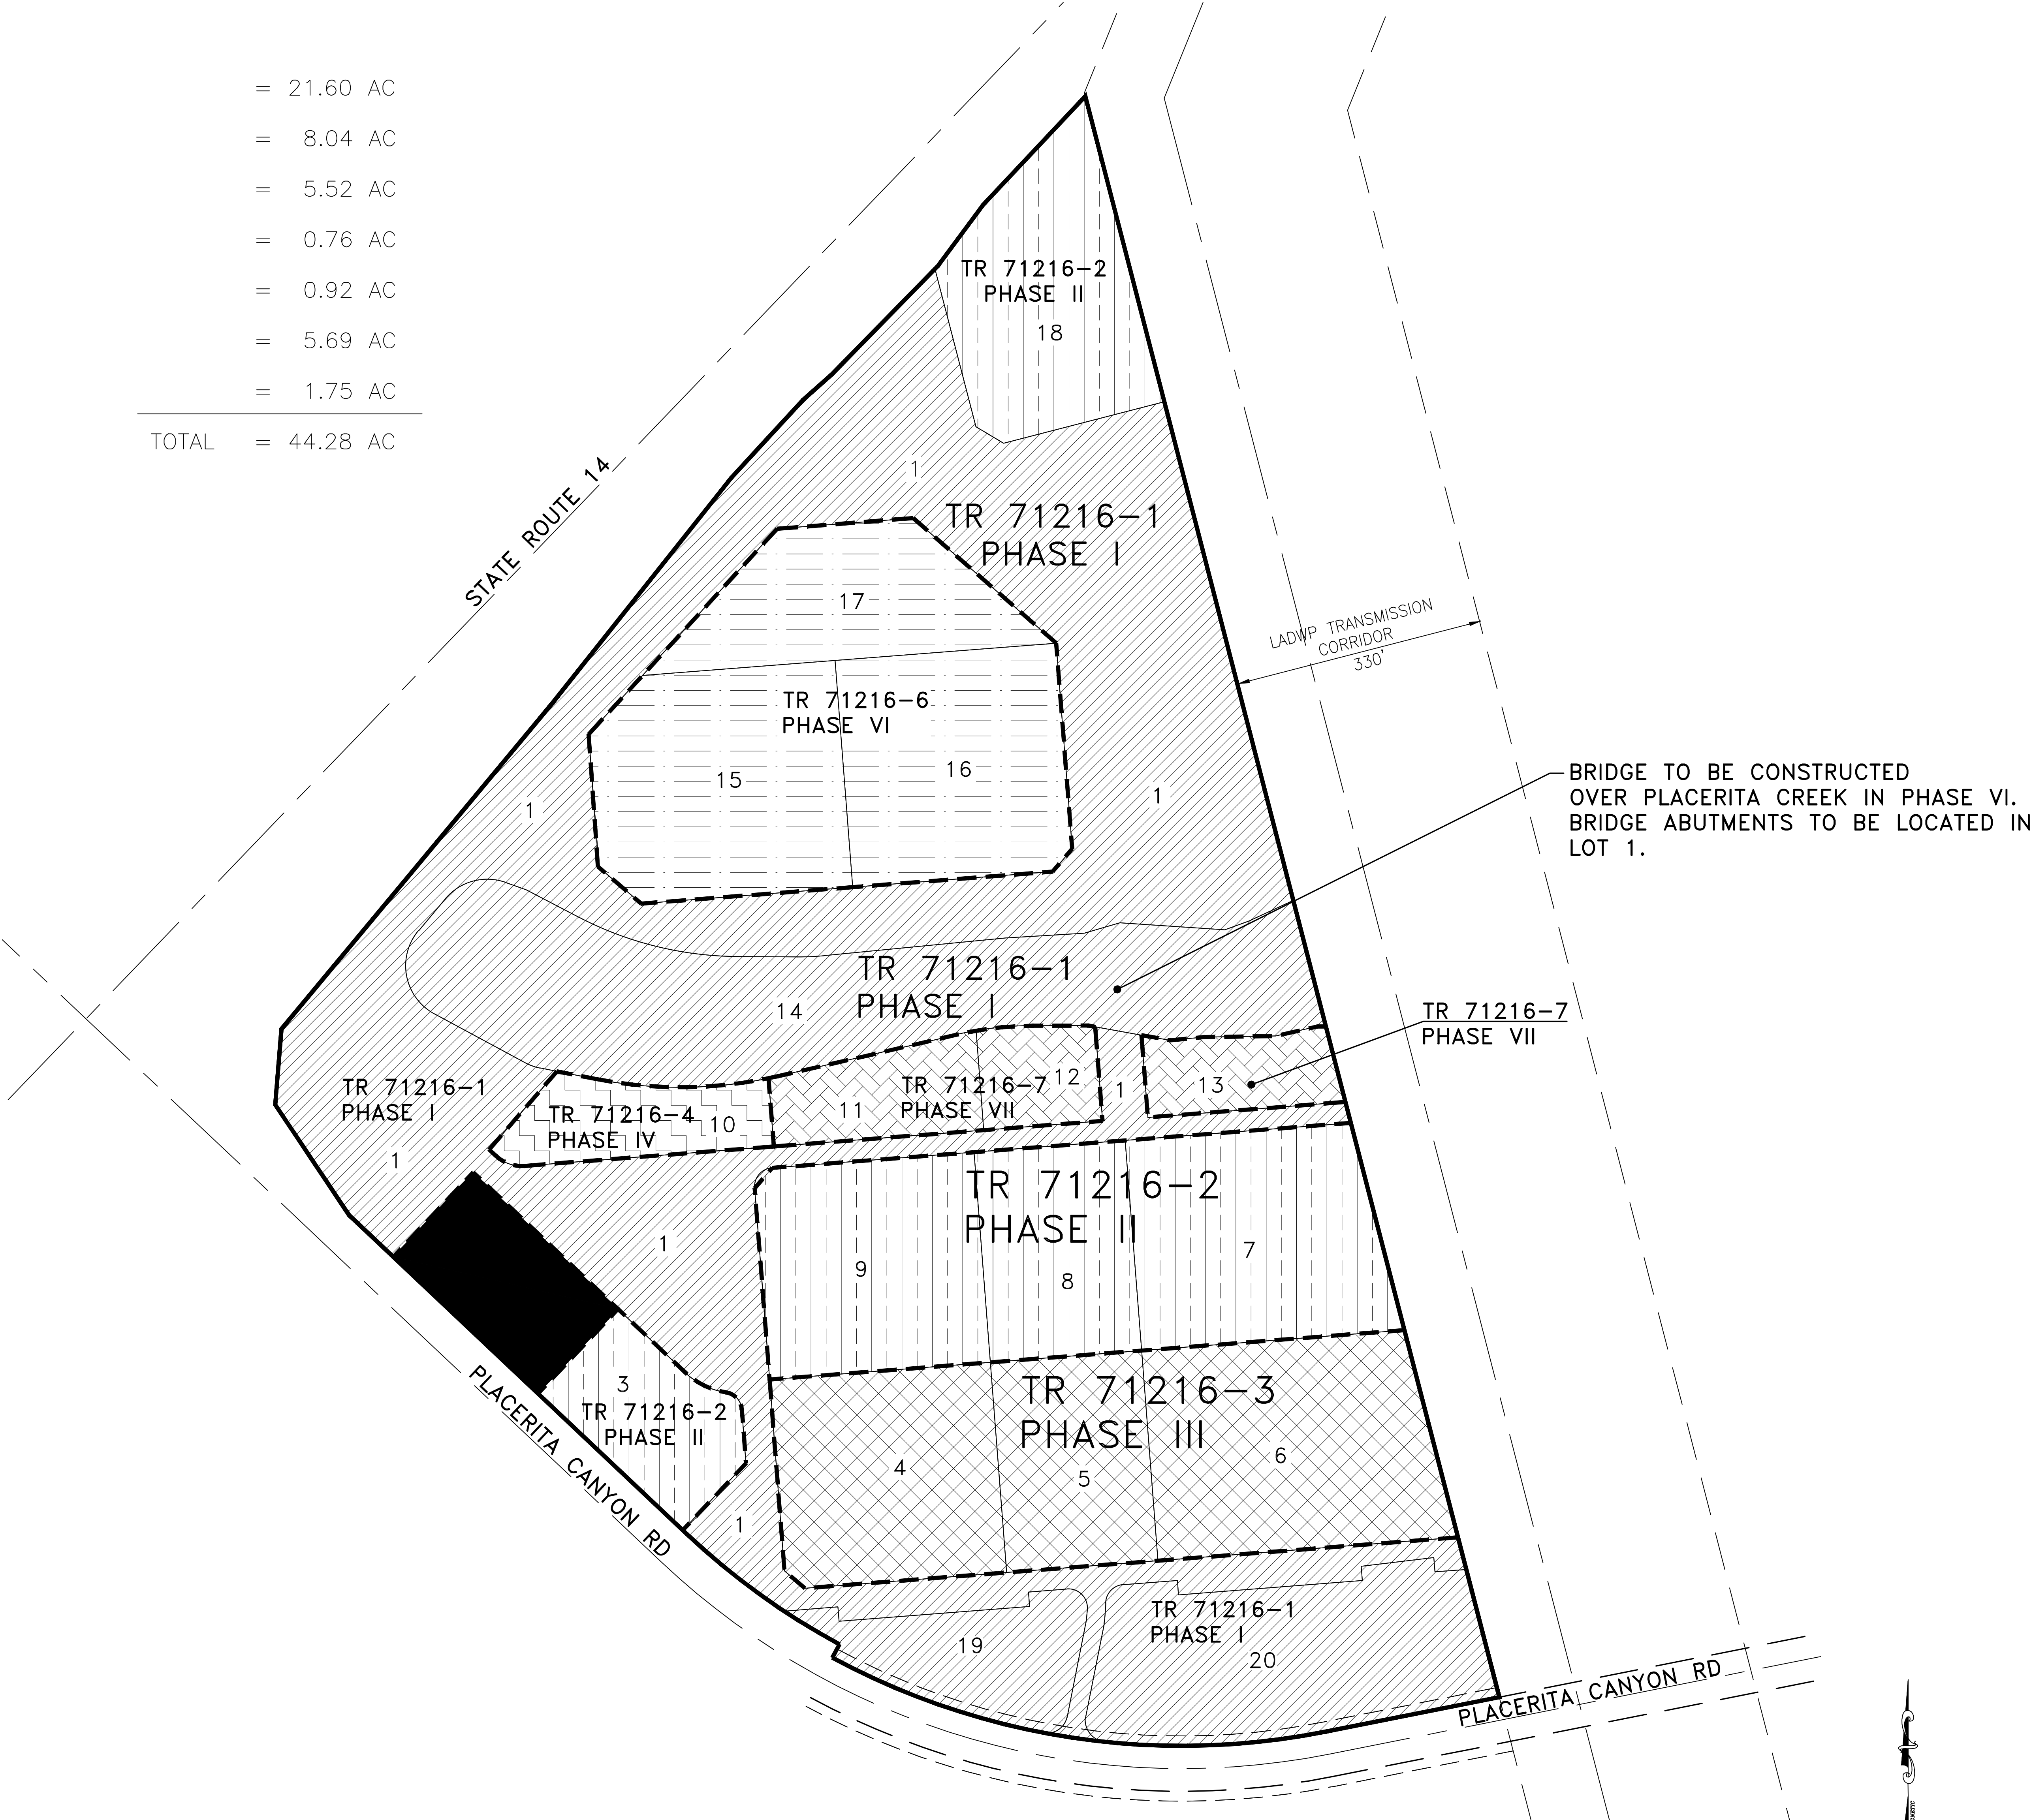 = 21.60 AC
= 8.04 AC
= 5.52 AC
= 0.76 AC
= 0.92 AC
= 5.69 AC
= 1.75 AC
TOTAL = 44.28 AC
TR 71216-2
PHASE II
18
STATE ROUTE 14
1
TR 71216-1
PHASE I
17
LADWP TRANSMISSION
CORRIDOR
330'
TR 71216-6
PHASE VI
15
16
1
1
BRIDGE TO BE CONSTRUCTED
OVER PLACERITA CREEK IN PHASE VI.
BRIDGE ABUTMENTS TO BE LOCATED IN
LOT 1.
TR 71216-1
PHASE I
14
TR 71216-7
PHASE VII
TR 71216-1
PHASE I
1
TR 71216-4
PHASE IV
10
11
TR 71216-7
PHASE VII
12
1
13
TR 71216-2
PHASE II
1
9
8
7
3
TR 71216-2
PHASE II
PLACERITA CANYON RD
TR 71216-3
PHASE III
4
5
6
1
TR 71216-1
PHASE I
19
20
PLACERITA CANYON RD